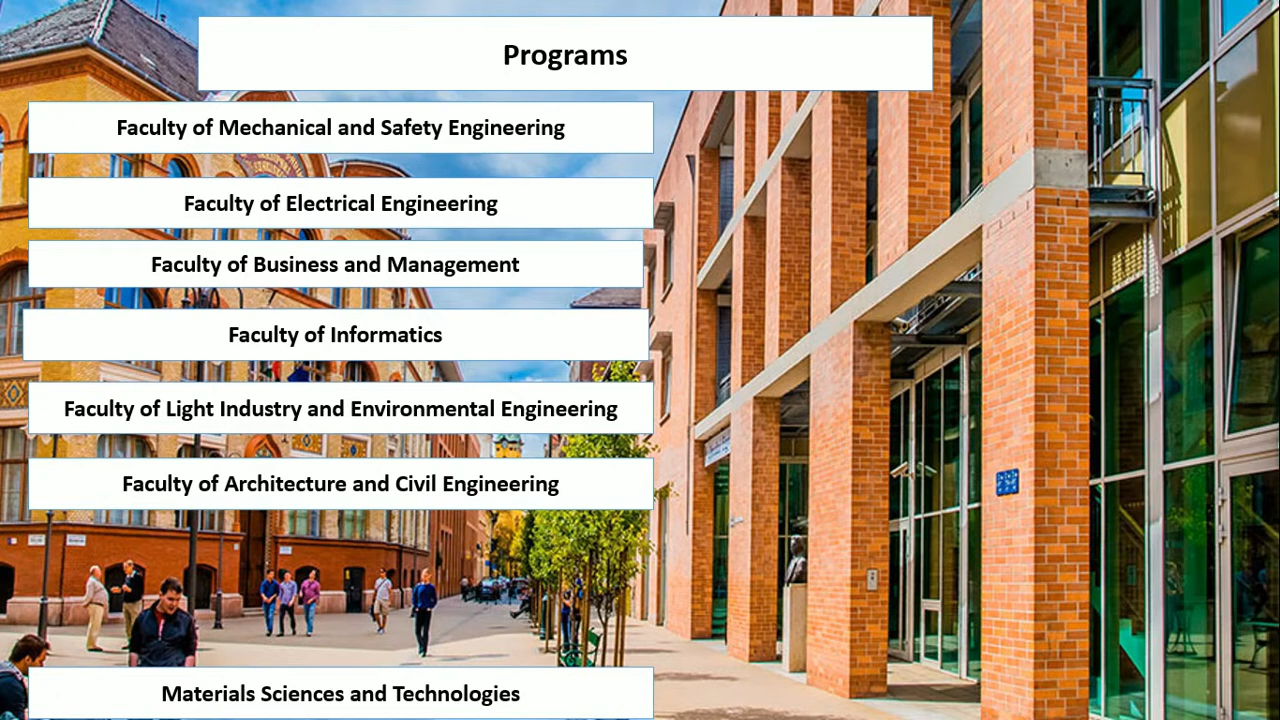 Programs
Faculty of Mechanical and Safety Engineering
Faculty of Electrical Engineering
Faculty of Business and Management
Faculty of Informatics
Faculty of Light Industry and Environmental Engineering
Faculty of Architecture and Civil Engineering
Materials Sciences and Technologies